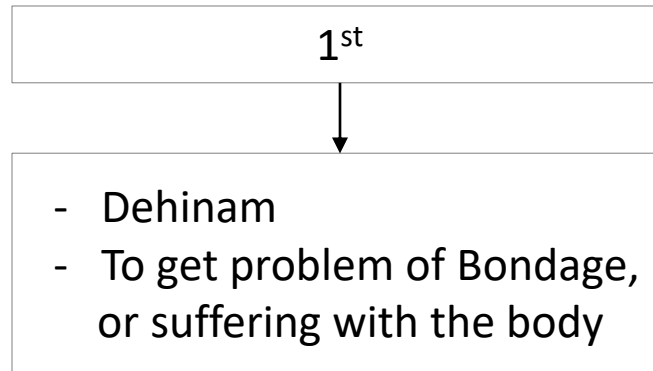 1st
- Dehinam
- To get problem of Bondage,
or suffering with the body